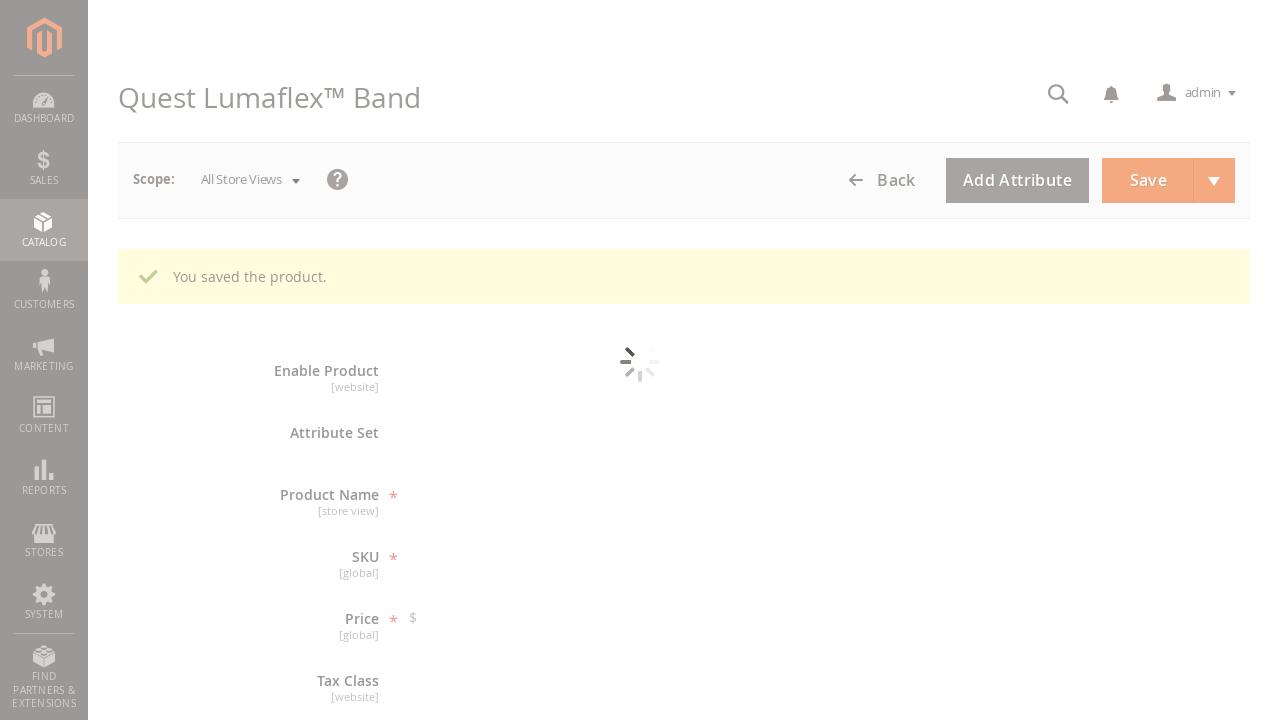 Quest Lumaflex™ Band
admin
DASHBOARD
SALES
CATALOG
CUSTOMERS
MARKETING
CONTENT
REPORTS
STORES
SYSTEM
FIND
PARTNERS &
EXTENSIONS
Scope: All Store Views ? Back Add Attribute Save
You saved the product.
Enable Product
[website]
Attribute Set
Product Name *
[store view]
SKU *
[global]
Price * $
[global]
Tax Class
[website]